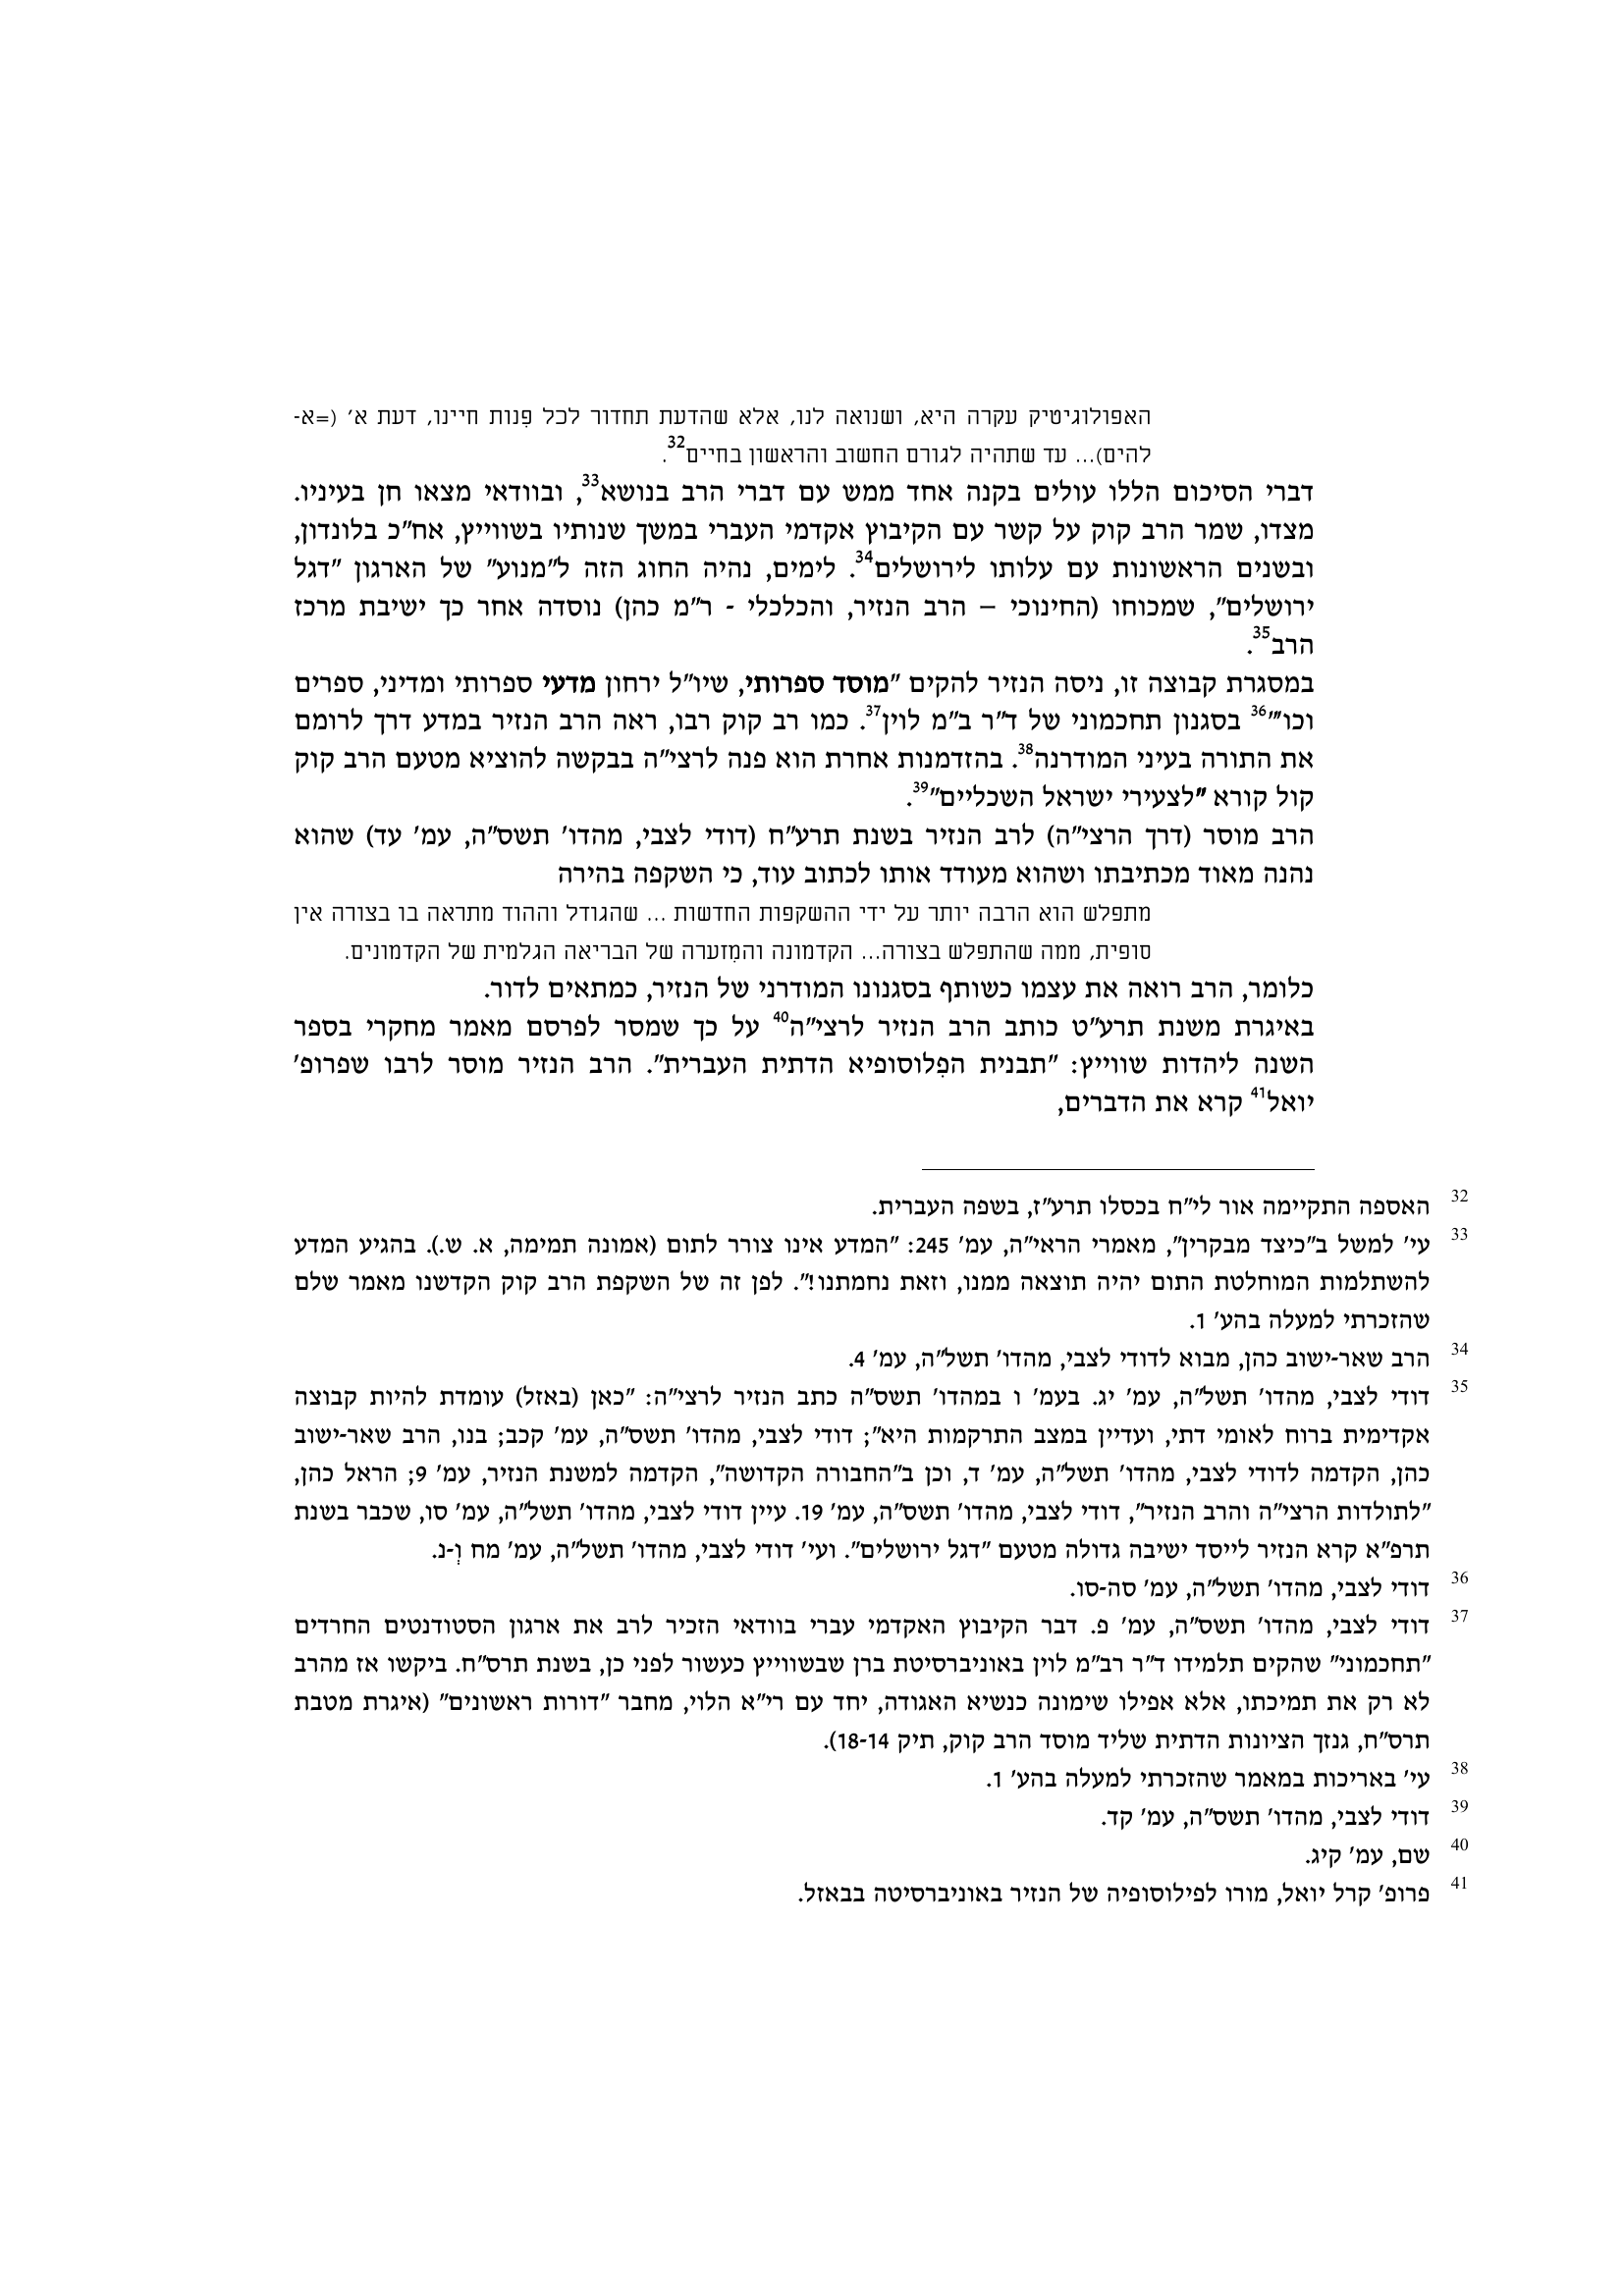 האפולוגיטיק עקרה היא, ושנואה לנו, אלא שהדעת תחדור לכל פִנות חיינו, דעת א' (=א-
להים)... עד שתהיה לגורם החשוב והראשון בחיים32.
דברי הסיכום הללו עולים בקנה אחד ממש עם דברי הרב בנושא33, ובוודאי מצאו חן בעיניו.
מצדו, שמר הרב קוק על קשר עם הקיבוץ אקדמי העברי במשך שנותיו בשווייץ, אח"כ בלונדון,
ובשנים הראשונות עם עלותו לירושלים34. לימים, נהיה החוג הזה ל"מנוע" של הארגון "דגל
ירושלים", שמכוחו (החינוכי – הרב הנזיר, והכלכלי - ר"מ כהן) נוסדה אחר כך ישיבת מרכז
הרב35.
במסגרת קבוצה זו, ניסה הנזיר להקים "מוסד ספרותי, שיו"ל ירחון מדעי ספרותי ומדיני, ספרים
וכו'"36 בסגנון תחכמוני של ד"ר ב"מ לוין37. כמו רב קוק רבו, ראה הרב הנזיר במדע דרך לרומם
את התורה בעיני המודרנה38. בהזדמנות אחרת הוא פנה לרצי"ה בבקשה להוציא מטעם הרב קוק
קול קורא "לצעירי ישראל השכליים"39.
הרב מוסר (דרך הרצי"ה) לרב הנזיר בשנת תרע"ח (דודי לצבי, מהדו' תשס"ה, עמ' עד) שהוא
נהנה מאוד מכתיבתו ושהוא מעודד אותו לכתוב עוד, כי השקפה בהירה
מתפלש הוא הרבה יותר על ידי ההשקפות החדשות ... שהגודל וההוד מתראה בו בצורה אין
סופית, ממה שהתפלש בצורה... הקדמונה והמִזערה של הבריאה הגלמית של הקדמונים.
כלומר, הרב רואה את עצמו כשותף בסגנונו המודרני של הנזיר, כמתאים לדור.
באיגרת משנת תרע"ט כותב הרב הנזיר לרצי"ה40 על כך שמסר לפרסם מאמר מחקרי בספר
השנה ליהדות שווייץ: "תבנית הפִלוסופיא הדתית העברית". הרב הנזיר מוסר לרבו שפרופ'
יואל41 קרא את הדברים,
32 האספה התקיימה אור לי"ח בכסלו תרע"ז, בשפה העברית.
33 עי' למשל ב"כיצד מבקרין", מאמרי הראי"ה, עמ' 245: "המדע אינו צורר לתום (אמונה תמימה, א. ש.). בהגיע המדע
להשתלמות המוחלטת התום יהיה תוצאה ממנו, וזאת נחמתנו!". לפן זה של השקפת הרב קוק הקדשנו מאמר שלם
שהזכרתי למעלה בהע' 1.
34 הרב שאר-ישוב כהן, מבוא לדודי לצבי, מהדו' תשל"ה, עמ' 4.
35 דודי לצבי, מהדו' תשל"ה, עמ' יג. בעמ' ו במהדו' תשס"ה כתב הנזיר לרצי"ה: "כאן (באזל) עומדת להיות קבוצה
אקדימית ברוח לאומי דתי, ועדיין במצב התרקמות היא"; דודי לצבי, מהדו' תשס"ה, עמ' קכב; בנו, הרב שאר-ישוב
כהן, הקדמה לדודי לצבי, מהדו' תשל"ה, עמ' ד, וכן ב"החבורה הקדושה", הקדמה למשנת הנזיר, עמ' 9; הראל כהן,
"לתולדות הרצי"ה והרב הנזיר", דודי לצבי, מהדו' תשס"ה, עמ' 19. עיין דודי לצבי, מהדו' תשל"ה, עמ' סו, שכבר בשנת
תרפ"א קרא הנזיר לייסד ישיבה גדולה מטעם "דגל ירושלים". ועי' דודי לצבי, מהדו' תשל"ה, עמ' מח וְ-נ.
36 דודי לצבי, מהדו' תשל"ה, עמ' סה-סו.
37 דודי לצבי, מהדו' תשס"ה, עמ' פ. דבר הקיבוץ האקדמי עברי בוודאי הזכיר לרב את ארגון הסטודנטים החרדים
"תחכמוני" שהקים תלמידו ד"ר רב"מ לוין באוניברסיטת ברן שבשווייץ כעשור לפני כן, בשנת תרס"ח. ביקשו אז מהרב
לא רק את תמיכתו, אלא אפילו שימונה כנשיא האגודה, יחד עם רי"א הלוי, מחבר "דורות ראשונים" (איגרת מטבת
תרס"ח, גנזך הציונות הדתית שליד מוסד הרב קוק, תיק 18-14).
38 עי' באריכות במאמר שהזכרתי למעלה בהע' 1.
39 דודי לצבי, מהדו' תשס"ה, עמ' קד.
40 שם, עמ' קיג.
41 פרופ' קרל יואל, מורו לפילוסופיה של הנזיר באוניברסיטה בבאזל.